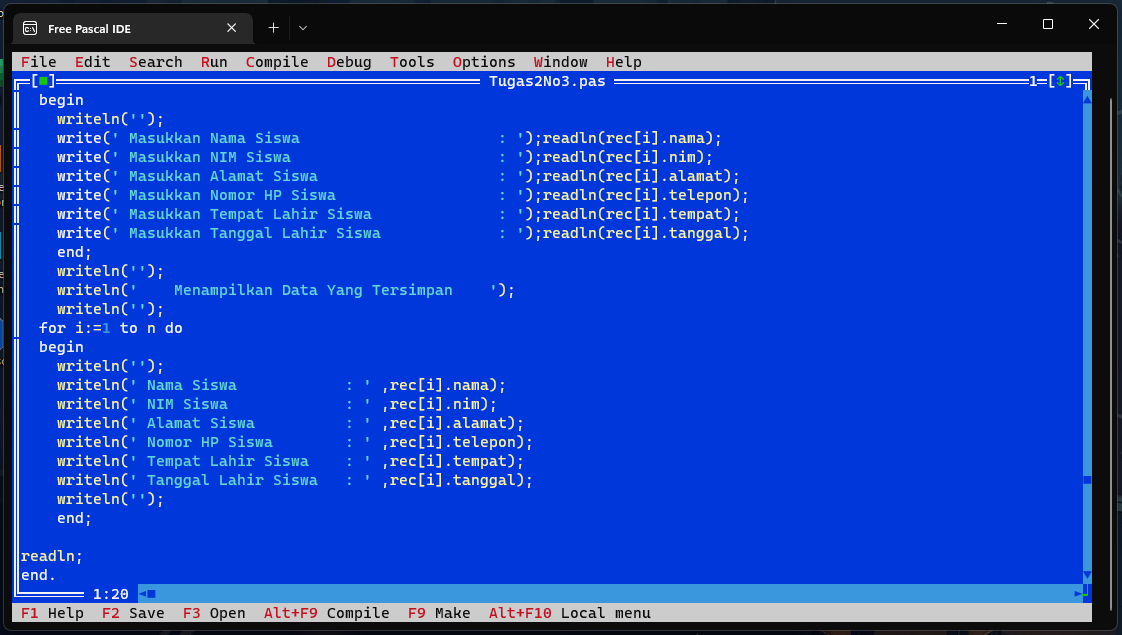 Free Pascal IDE
File Edit Search Run Compile Debug Tools Options Window Help
[■] Tugas2No3.pas 1=[↕]
  begin
    writeln('');
    write(' Masukkan Nama Siswa                      : ');readln(rec[i].nama);
    write(' Masukkan NIM Siswa                       : ');readln(rec[i].nim);
    write(' Masukkan Alamat Siswa                    : ');readln(rec[i].alamat);
    write(' Masukkan Nomor HP Siswa                  : ');readln(rec[i].telepon);
    write(' Masukkan Tempat Lahir Siswa              : ');readln(rec[i].tempat);
    write(' Masukkan Tanggal Lahir Siswa             : ');readln(rec[i].tanggal);
    end;
    writeln('');
    writeln('    Menampilkan Data Yang Tersimpan    ');
    writeln('');
  for i:=1 to n do
  begin
    writeln('');
    writeln(' Nama Siswa            : ' ,rec[i].nama);
    writeln(' NIM Siswa             : ' ,rec[i].nim);
    writeln(' Alamat Siswa          : ' ,rec[i].alamat);
    writeln(' Nomor HP Siswa        : ' ,rec[i].telepon);
    writeln(' Tempat Lahir Siswa    : ' ,rec[i].tempat);
    writeln(' Tanggal Lahir Siswa   : ' ,rec[i].tanggal);
    writeln('');
    end;
readln;
end.
1:20
F1 Help F2 Save F3 Open Alt+F9 Compile F9 Make Alt+F10 Local menu